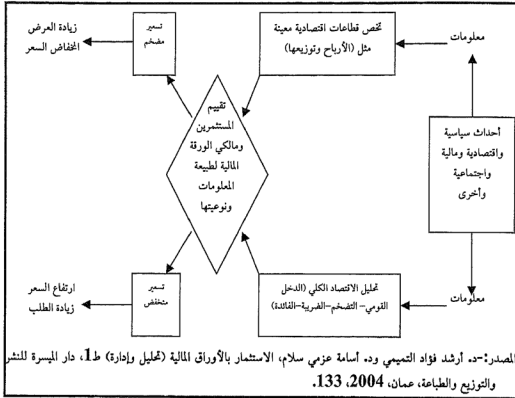 زيادة العرض
انخفاض السعر
تسعير
مضخم
تخص قطاعات اقتصادية معينة
مثل (الأرباح وتوزيعها)
معلومات
تقييم
المستثمرين
ومالكي الورقة
المالية لطبيعة
المعلومات
ونوعيتها
أحداث سياسية
واقتصادية ومالية
واجتماعية
وأخرى
ارتفاع السعر
زيادة الطلب
تسعير
منخفض
تحليل الاقتصاد الكلي (الدخل
القومي-التضخم-الضريبة-الفائدة)
معلومات
المصدر:-د. أرشد فؤاد التميمي ود. أسامة عزمي سلام، الاستثمار بالأوراق المالية (تحليل وإدارة) ط1، دار الميسرة للنشر
والتوزيع والطباعة، عمان، 2004، 133.